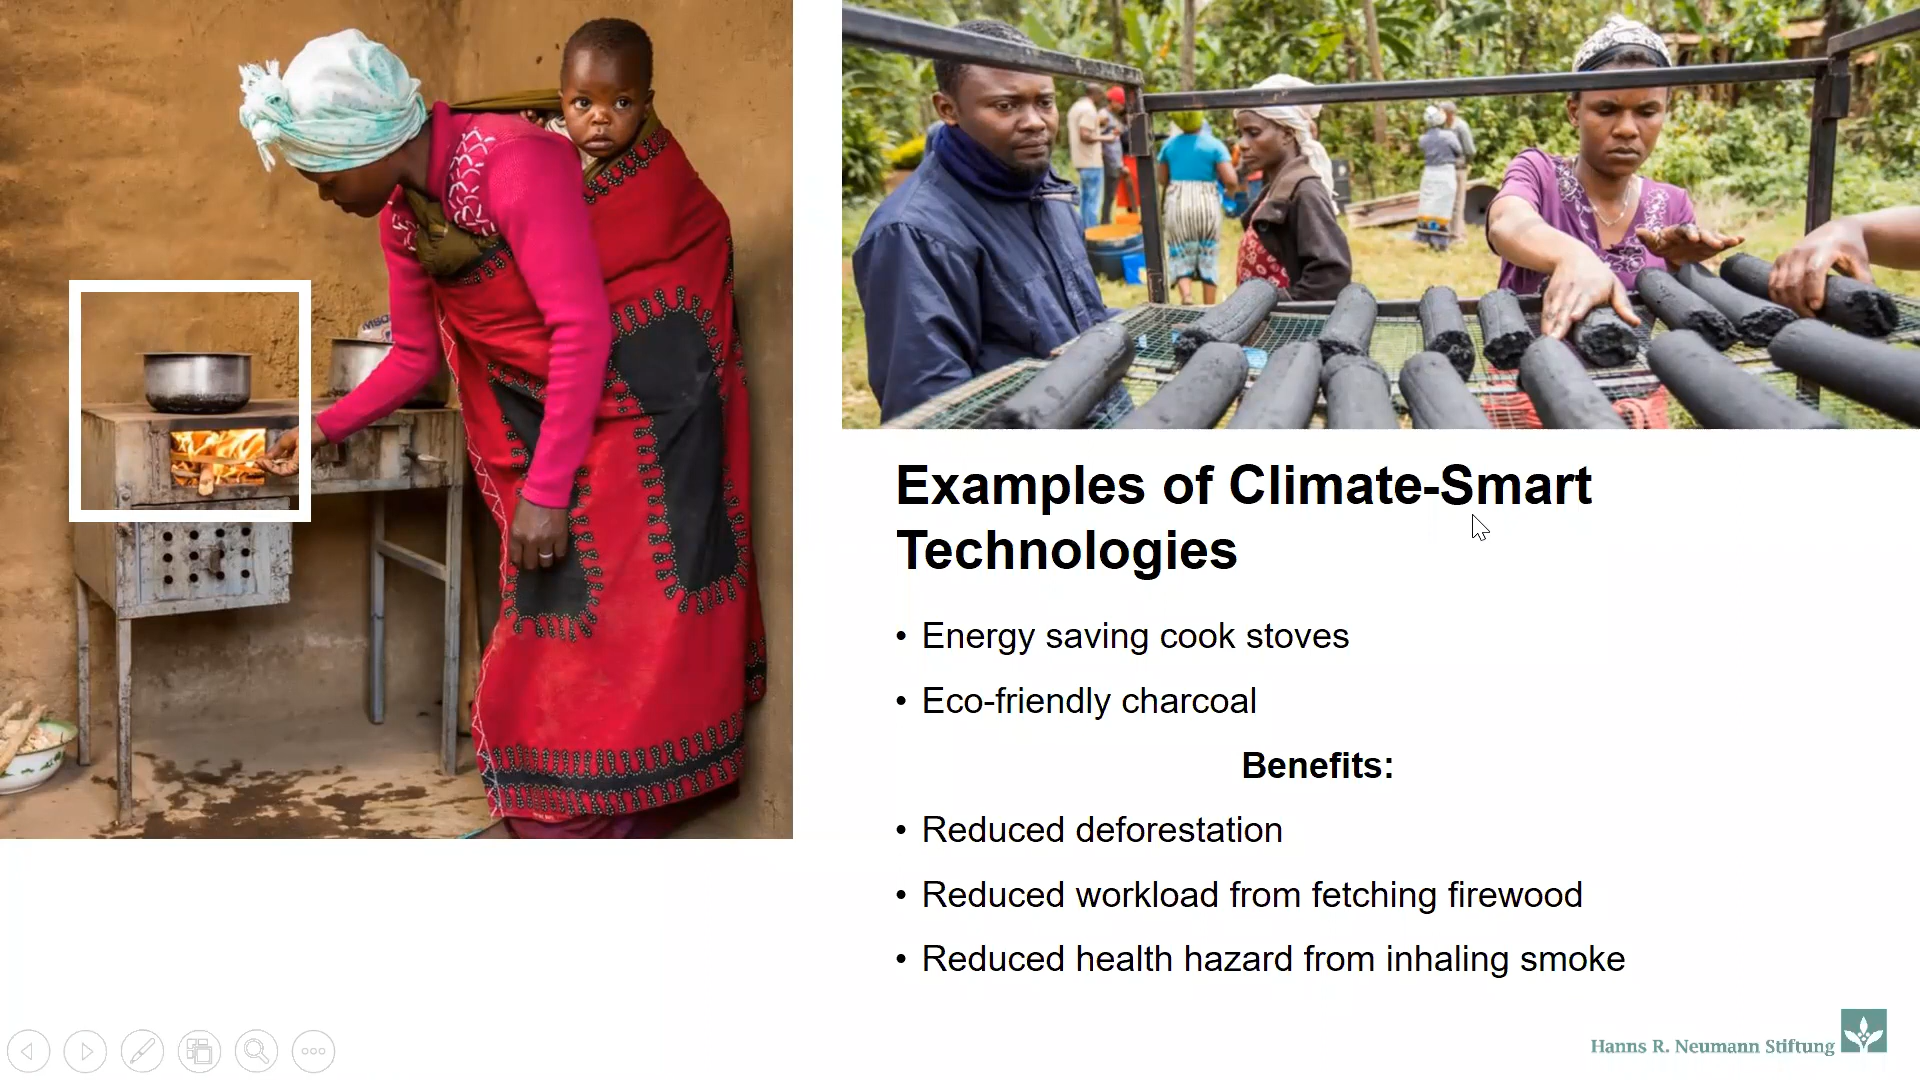 Examples of Climate-Smart
Technologies
• Energy saving cook stoves
• Eco-friendly charcoal
Benefits:
• Reduced deforestation
• Reduced workload from fetching firewood
• Reduced health hazard from inhaling smoke
Hanns R. Neumann Stiftung